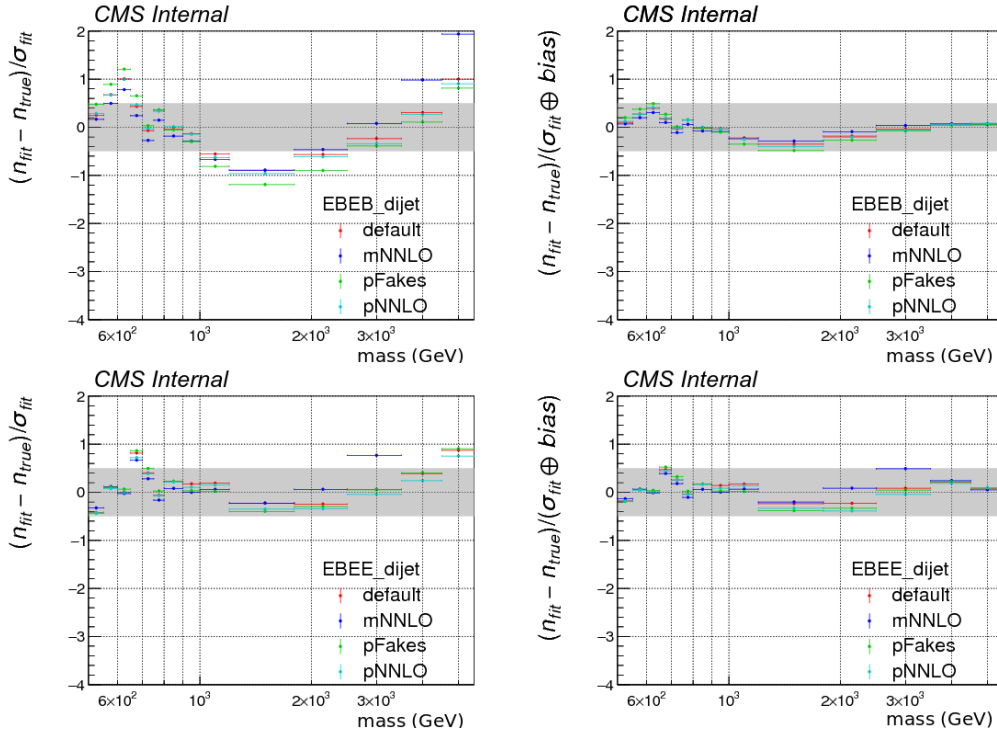 CMS Internal
(n_fit − n_true)/σ_fit
2
1
0
−1
−2
−3
−4
EBEB_dijet
default
mNNLO
pFakes
pNNLO
6×10²
10³
2×10³
3×10³
mass (GeV)
CMS Internal
(n_fit − n_true)/(σ_fit ⊕ bias)
2
1
0
−1
−2
−3
−4
EBEB_dijet
default
mNNLO
pFakes
pNNLO
6×10²
10³
2×10³
3×10³
mass (GeV)
CMS Internal
(n_fit − n_true)/σ_fit
2
1
0
−1
−2
−3
−4
EBEE_dijet
default
mNNLO
pFakes
pNNLO
6×10²
10³
2×10³
3×10³
mass (GeV)
CMS Internal
(n_fit − n_true)/(σ_fit ⊕ bias)
2
1
0
−1
−2
−3
−4
EBEE_dijet
default
mNNLO
pFakes
pNNLO
6×10²
10³
2×10³
3×10³
mass (GeV)